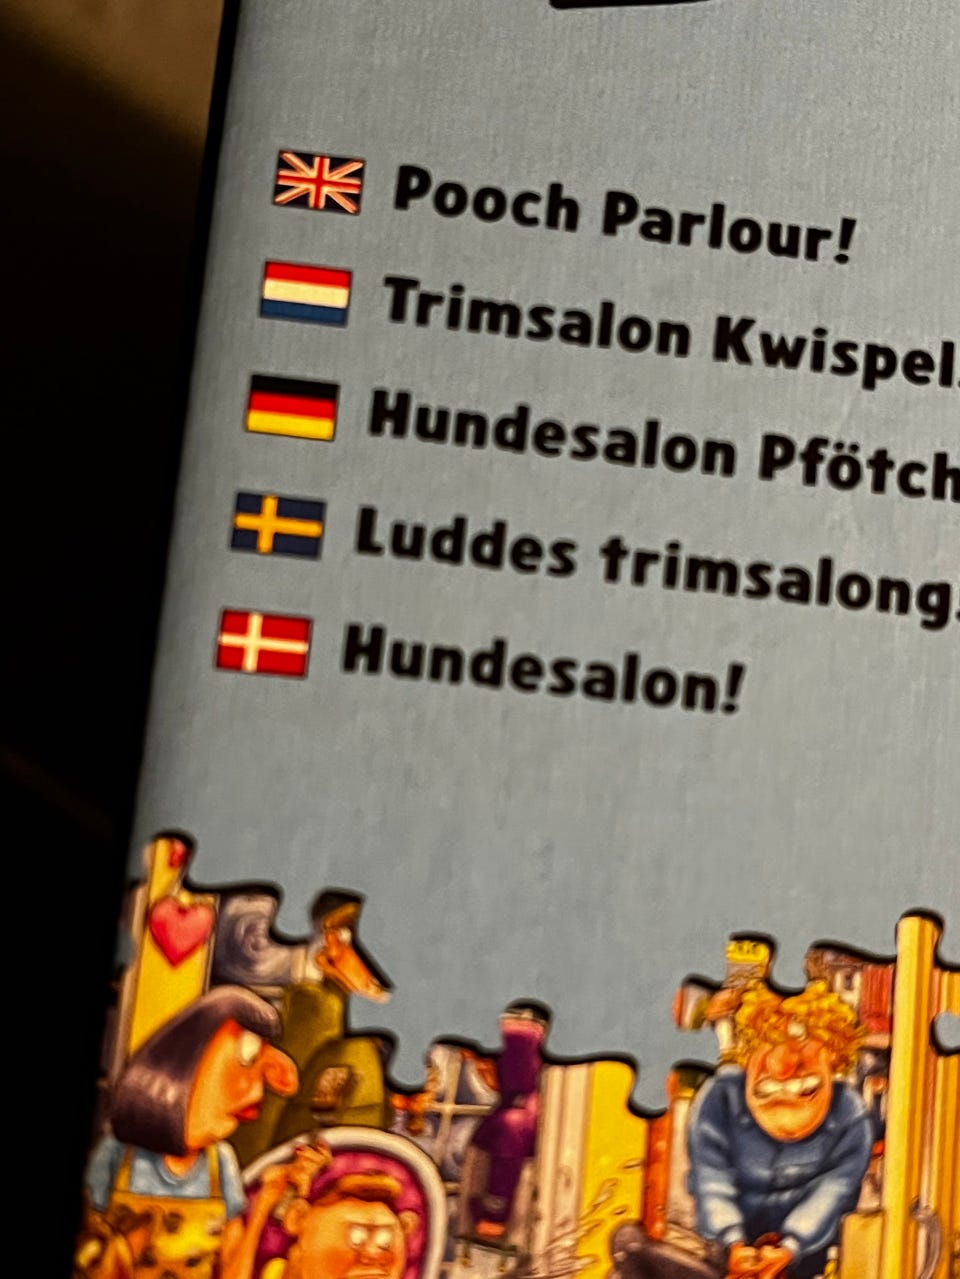 Pooch Parlour!
Trimsalon Kwispel
Hundesalon Pfötch
Luddes trimsalong!
Hundesalon!